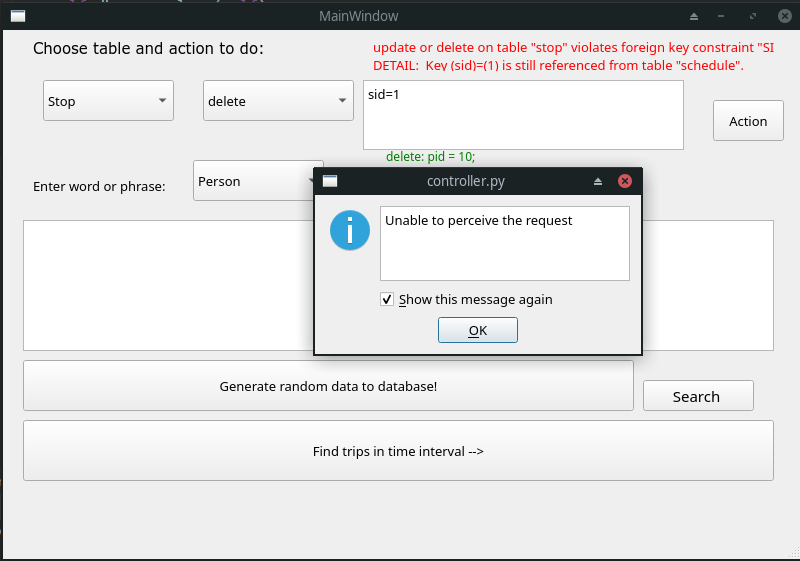 MainWindow
Choose table and action to do:
update or delete on table "stop" violates foreign key constraint "SI
DETAIL: Key (sid)=(1) is still referenced from table "schedule".
Stop
delete
sid=1
Action
delete: pid = 10;
Enter word or phrase:
Person
controller.py
Unable to perceive the request
Show this message again
OK
Generate random data to database!
Search
Find trips in time interval -->